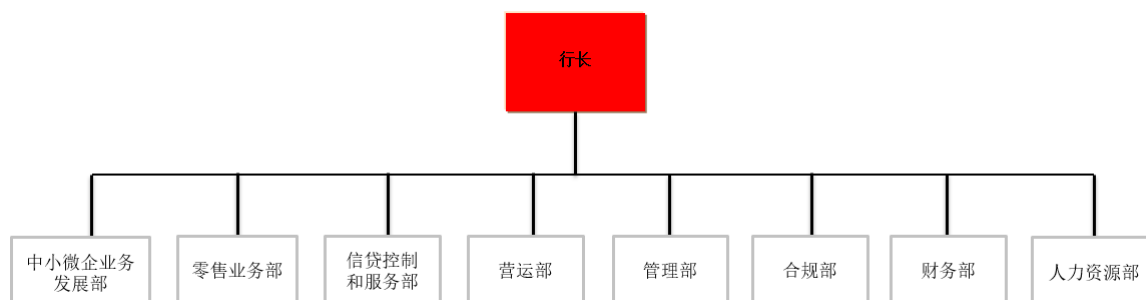 行长
中小微企业务
发展部
零售业务部
信贷控制
和服务部
营运部
管理部
合规部
财务部
人力资源部